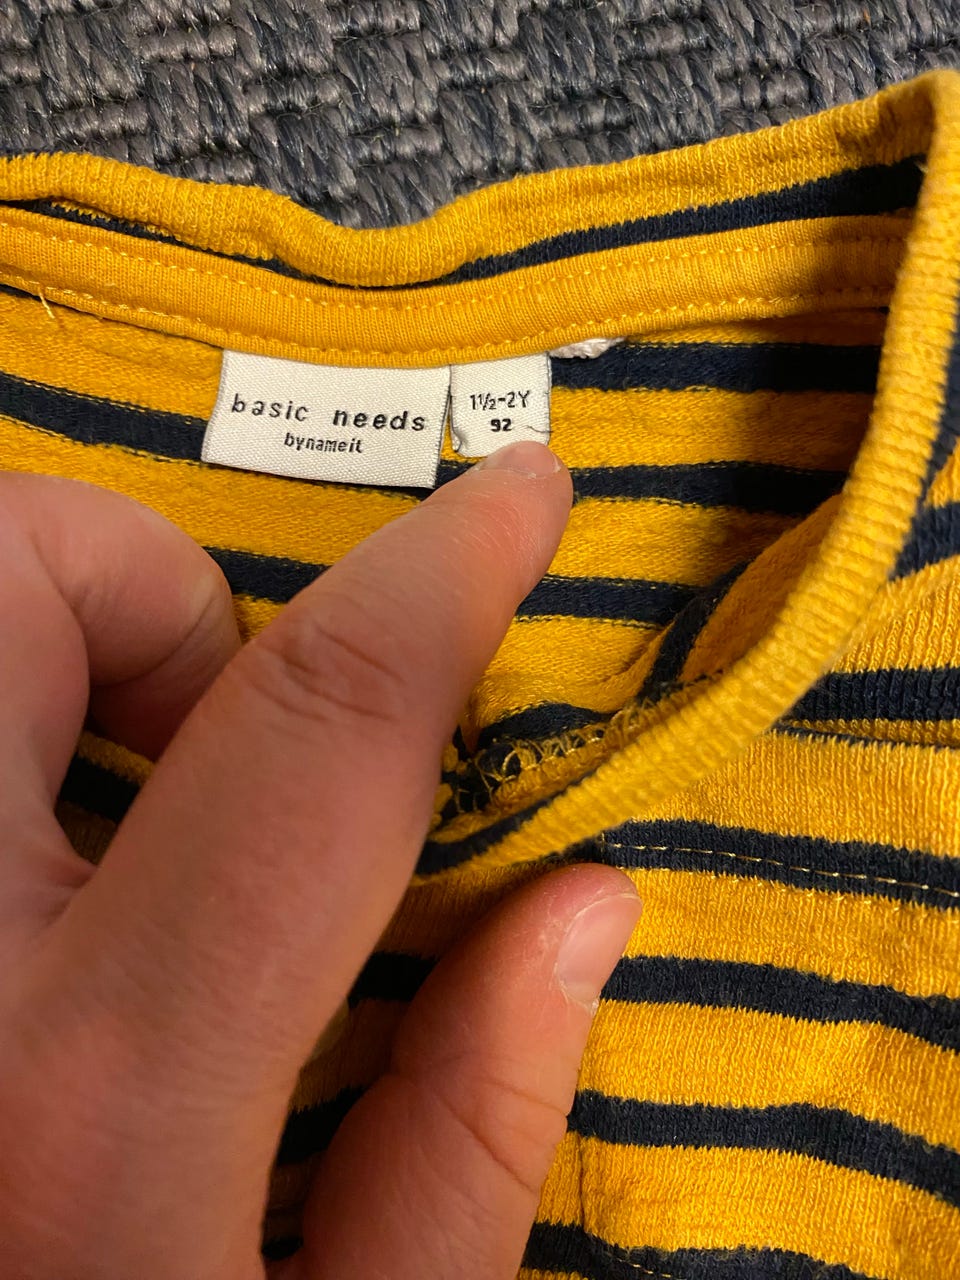 basic needs
bynameit
1½-2Y
92